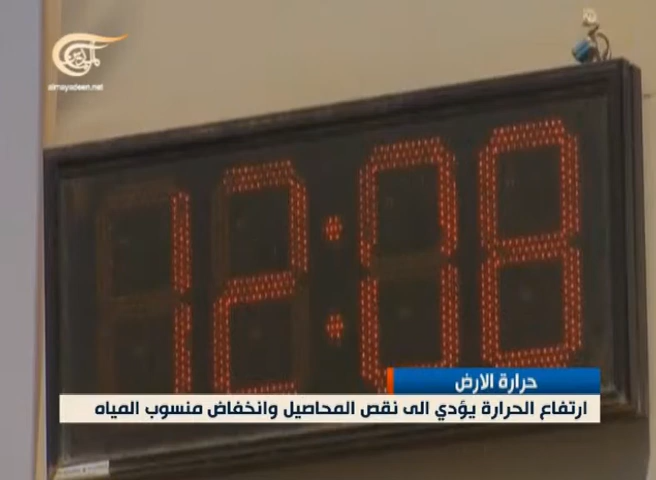 الميادين
almayadeen.net
12:08
حرارة الارض
ارتفاع الحرارة يؤدي الى نقص المحاصيل وانخفاض منسوب المياه